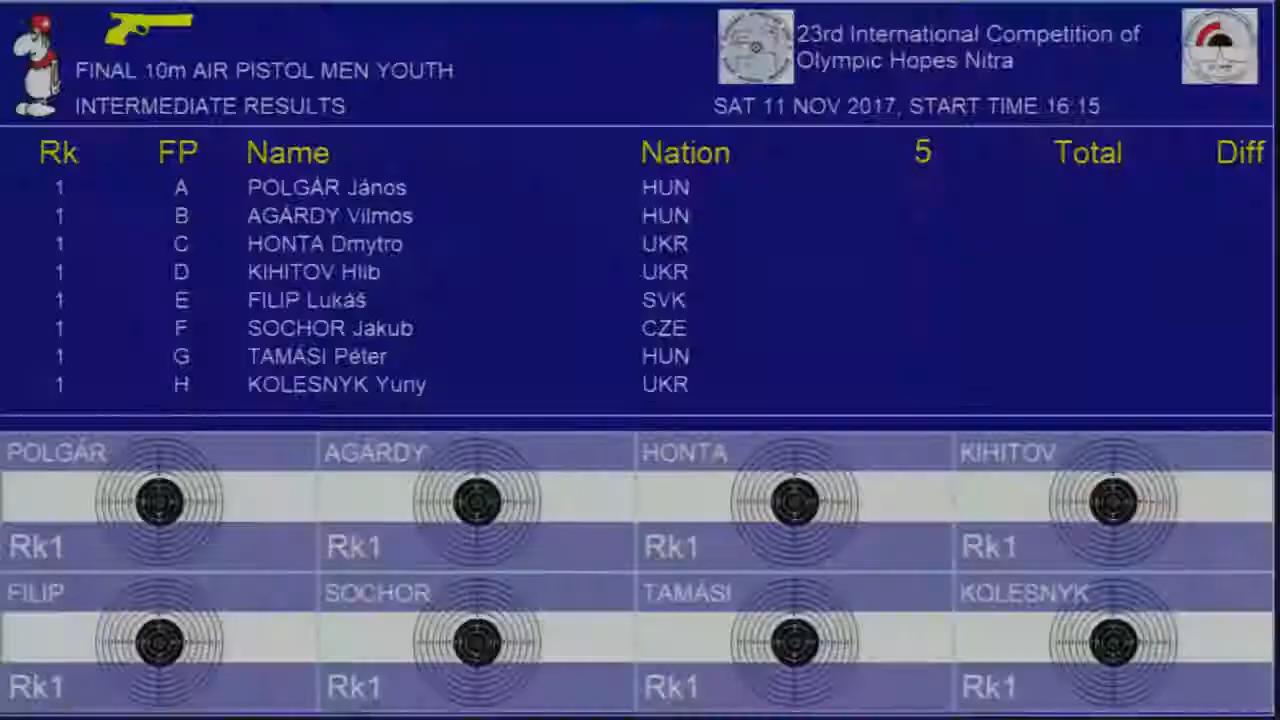 FINAL 10m AIR PISTOL MEN YOUTH
INTERMEDIATE RESULTS
23rd International Competition of
Olympic Hopes Nitra
SAT 11 NOV 2017, START TIME 16:15
Rk FP Name Nation 5 Total Diff
1 A POLGÁR János HUN
1 B AGÁRDY Vilmos HUN
1 C HONTA Dmytro UKR
1 D KIHITOV Hlib UKR
1 E FILIP Lukáš SVK
1 F SOCHOR Jakub CZE
1 G TAMÁSI Péter HUN
1 H KOLESNYK Yuny UKR
POLGÁR AGÁRDY HONTA KIHITOV
Rk1 Rk1 Rk1 Rk1
FILIP SOCHOR TAMÁSI KOLESNYK
Rk1 Rk1 Rk1 Rk1